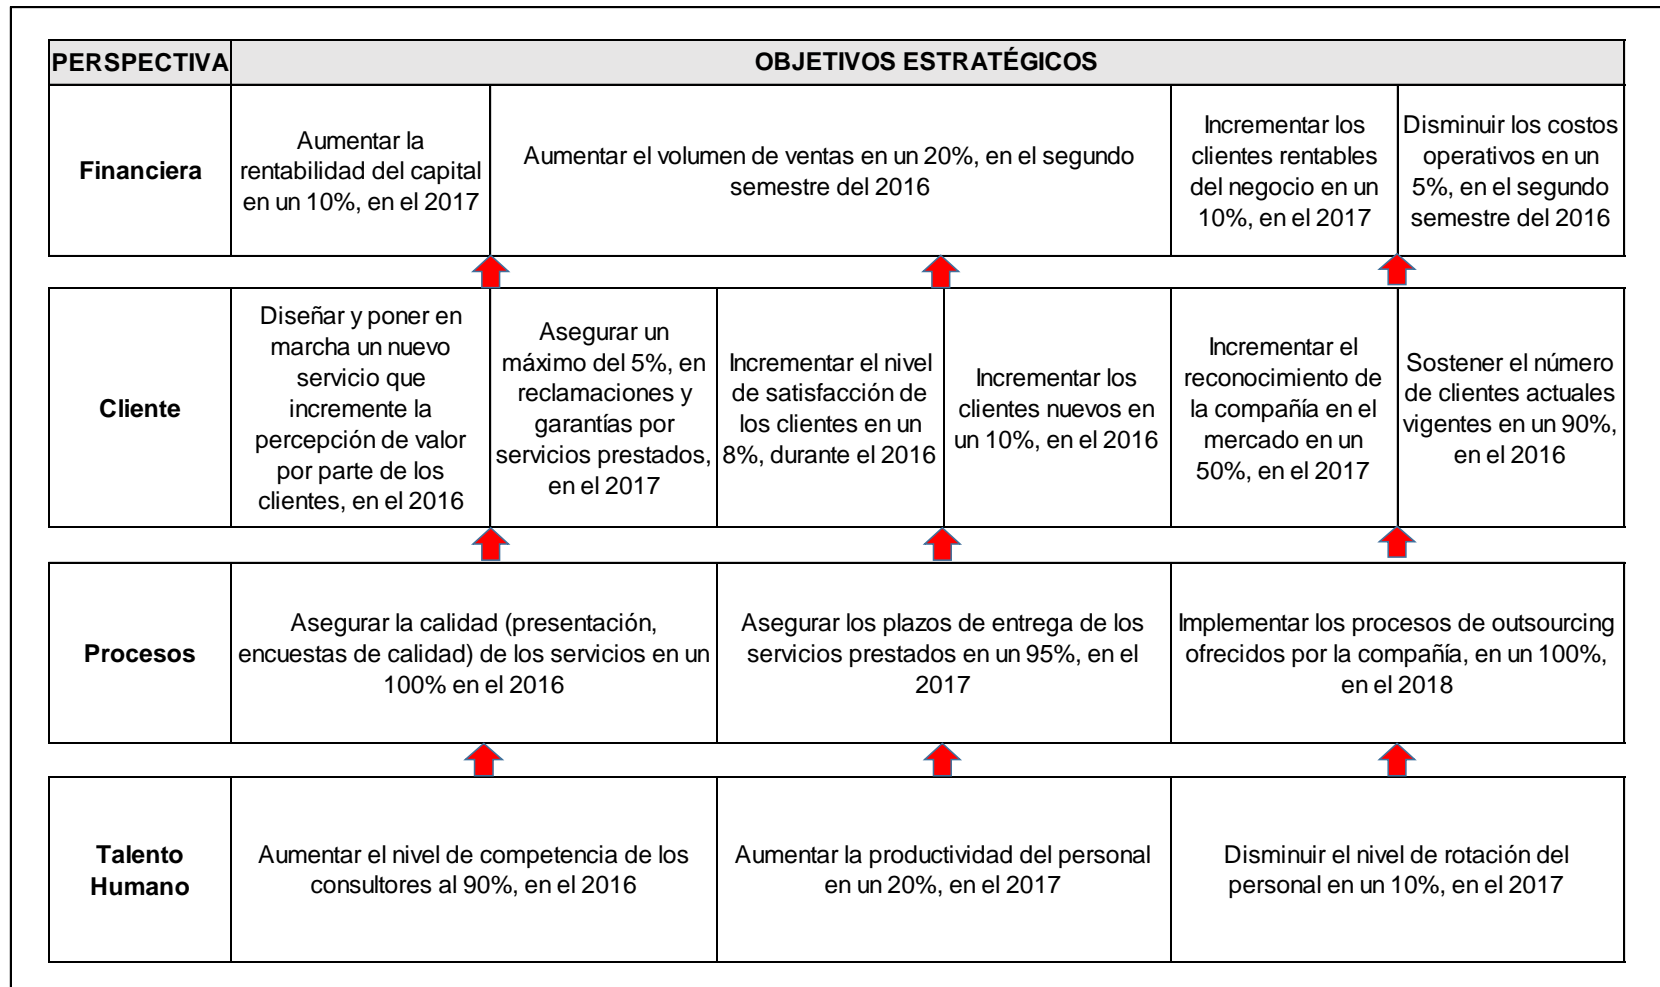 PERSPECTIVA
OBJETIVOS ESTRATÉGICOS
Financiera
Aumentar la
rentabilidad del capital
en un 10%, en el 2017
Aumentar el volumen de ventas en un 20%, en el segundo
semestre del 2016
Incrementar los
clientes rentables
del negocio en un
10%, en el 2017
Disminuir los costos
operativos en un
5%, en el segundo
semestre del 2016
Cliente
Diseñar y poner en
marcha un nuevo
servicio que
incremente la
percepción de valor
por parte de los
clientes, en el 2016
Asegurar un
máximo del 5%, en
reclamaciones y
garantías por
servicios prestados,
en el 2017
Incrementar el nivel
de satisfacción de
los clientes en un
8%, durante el 2016
Incrementar los
clientes nuevos en
un 10%, en el 2016
Incrementar el
reconocimiento de
la compañía en el
mercado en un
50%, en el 2017
Sostener el número
de clientes actuales
vigentes en un 90%,
en el 2016
Procesos
Asegurar la calidad (presentación,
encuestas de calidad) de los servicios en un
100% en el 2016
Asegurar los plazos de entrega de los
servicios prestados en un 95%, en el
2017
Implementar los procesos de outsourcing
ofrecidos por la compañía, en un 100%,
en el 2018
Talento
Humano
Aumentar el nivel de competencia de los
consultores al 90%, en el 2016
Aumentar la productividad del personal
en un 20%, en el 2017
Disminuir el nivel de rotación del
personal en un 10%, en el 2017